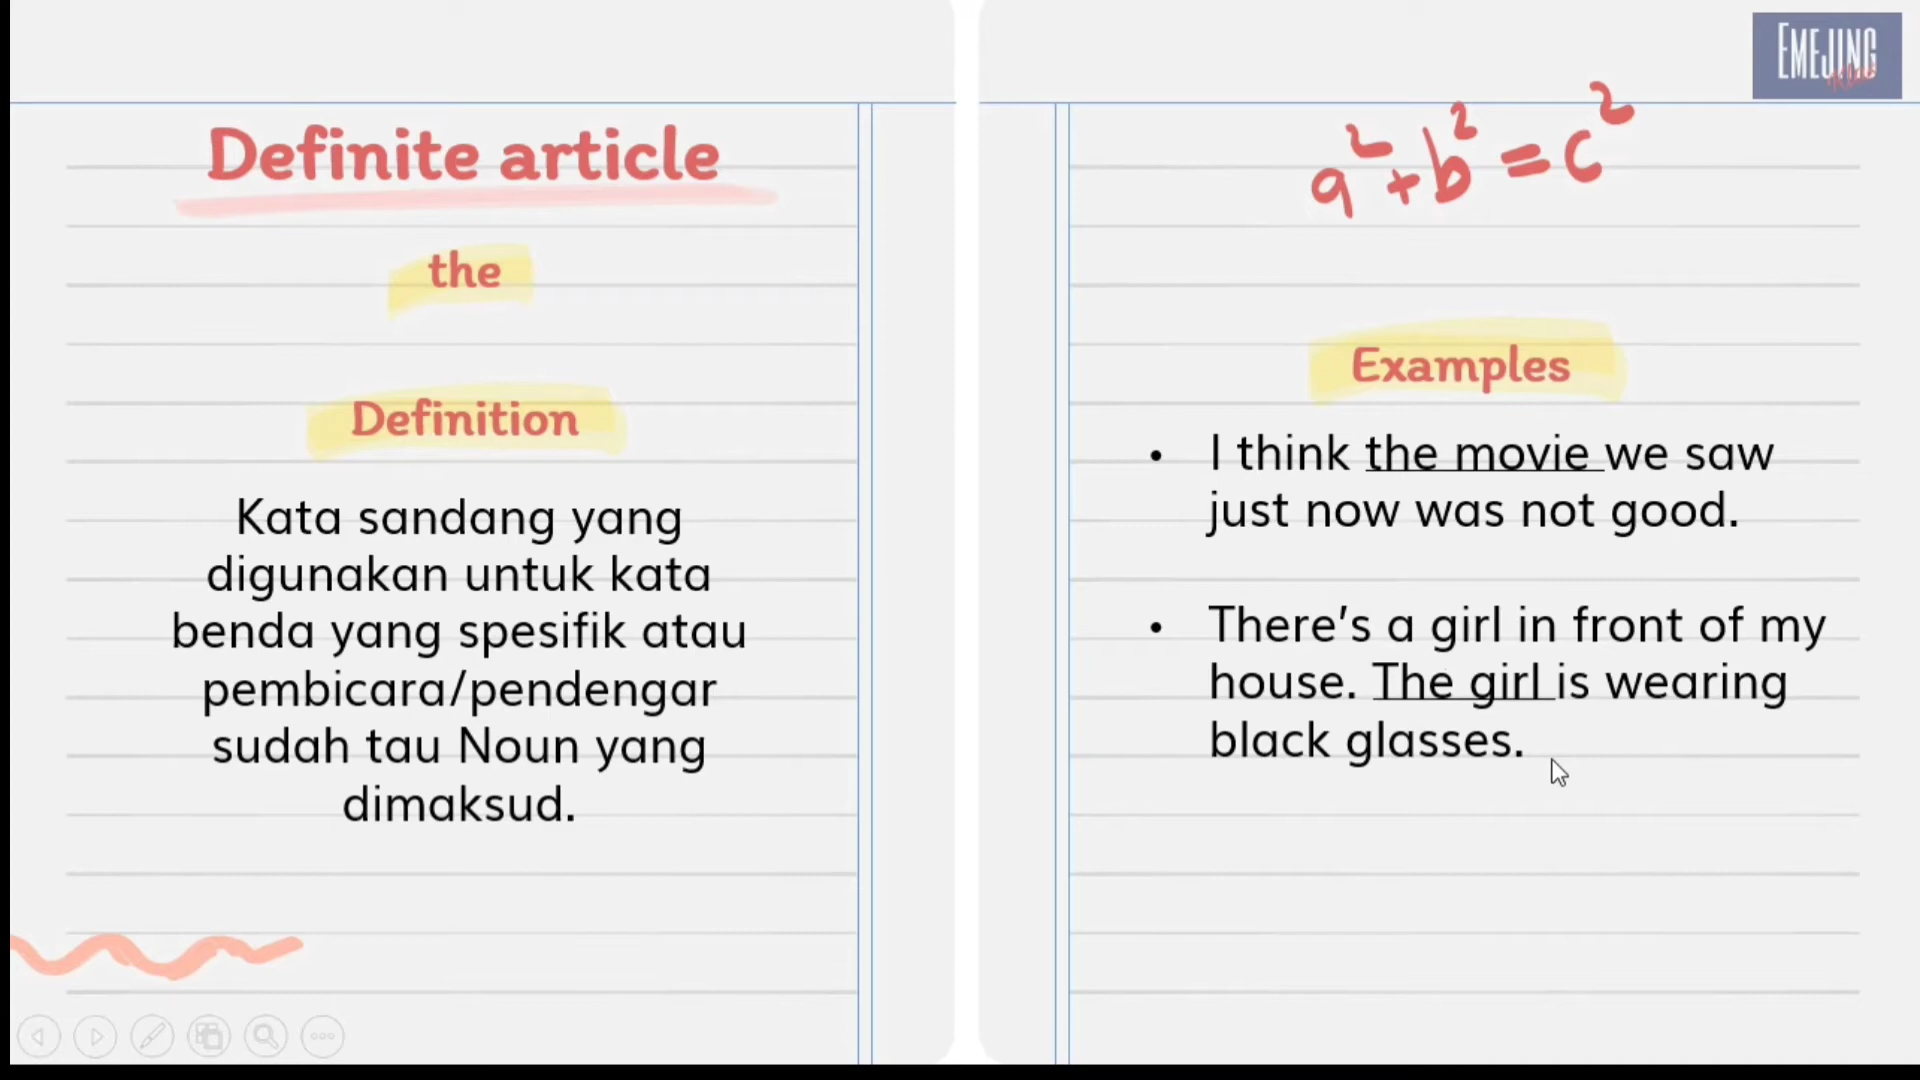 Definite article
the
Definition
Kata sandang yang
digunakan untuk kata
benda yang spesifik atau
pembicara/pendengar
sudah tau Noun yang
dimaksud.
EMEJING
Klas
a²+b²=c²
Examples
• I think the movie we saw
just now was not good.
• There's a girl in front of my
house. The girl is wearing
black glasses.